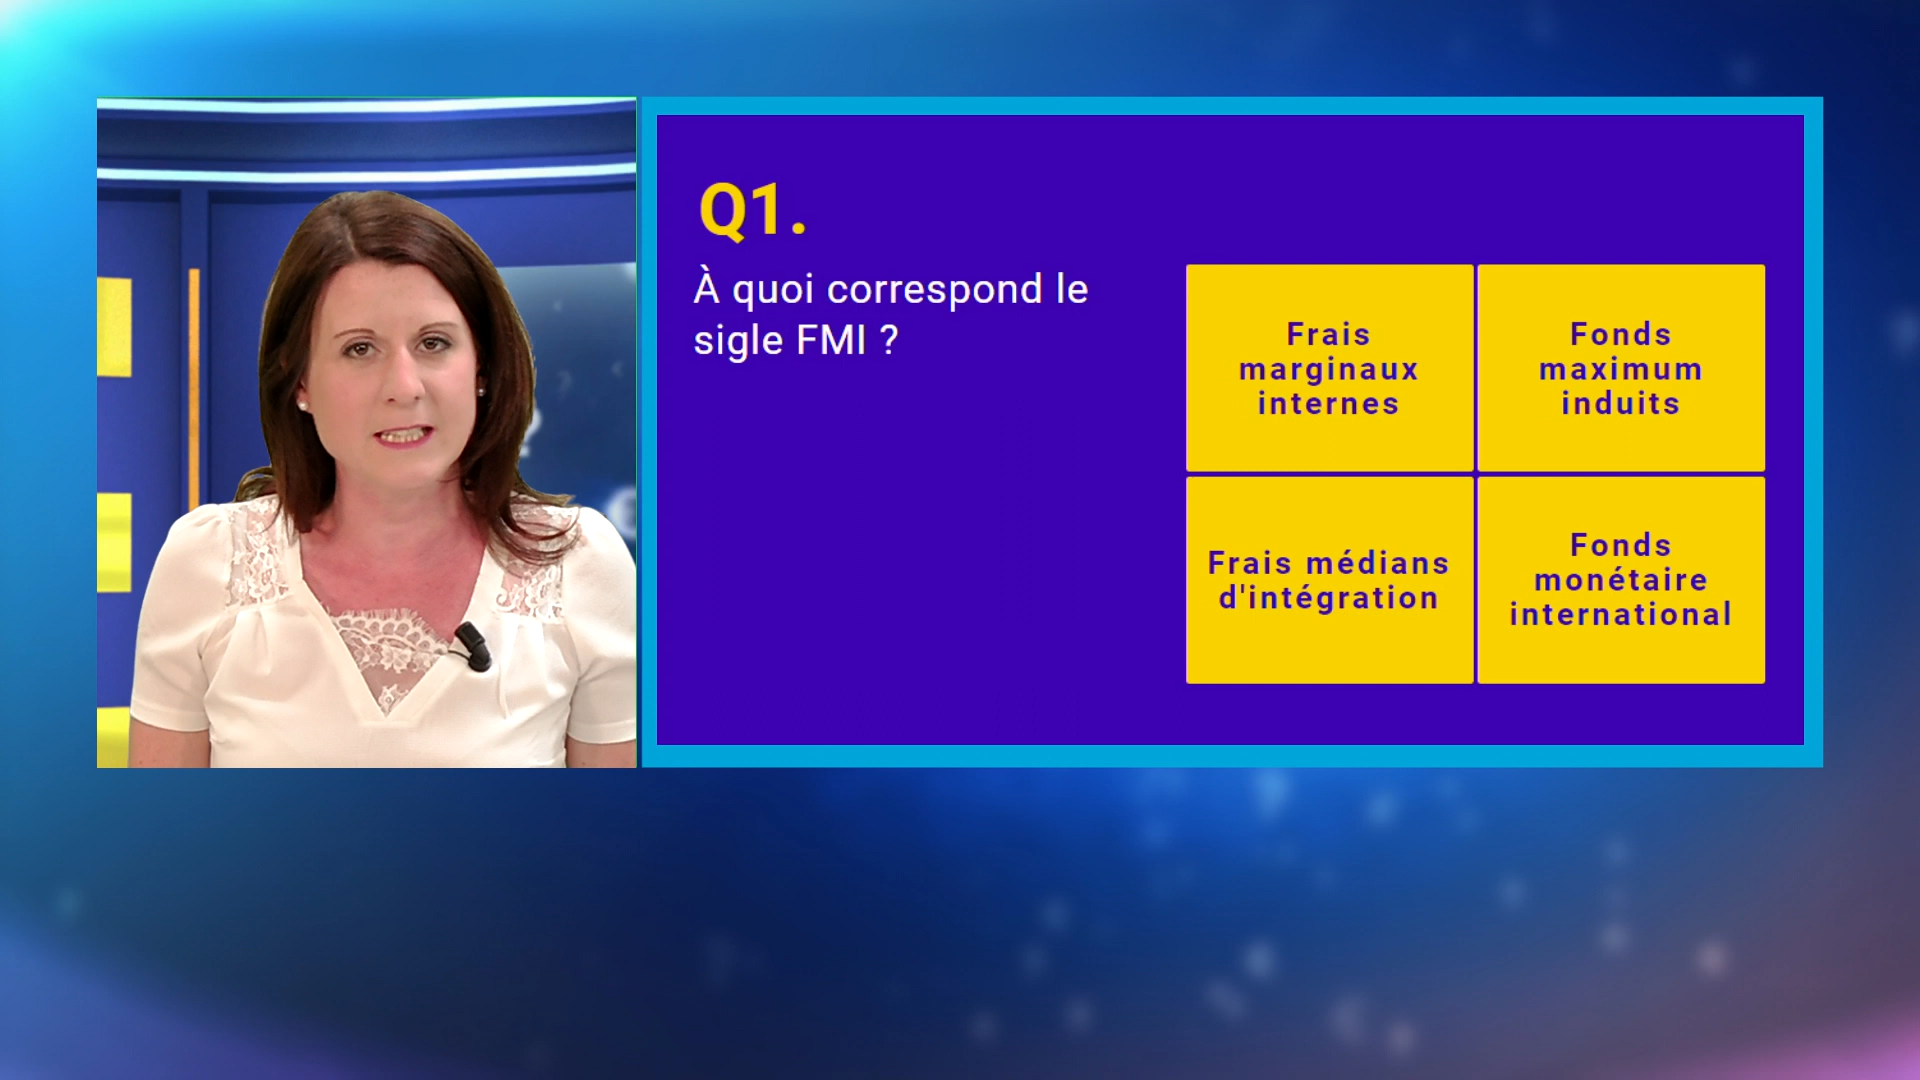 Q1.
À quoi correspond le
sigle FMI ?
Frais
marginaux
internes
Fonds
maximum
induits
Frais médians
d'intégration
Fonds
monétaire
international